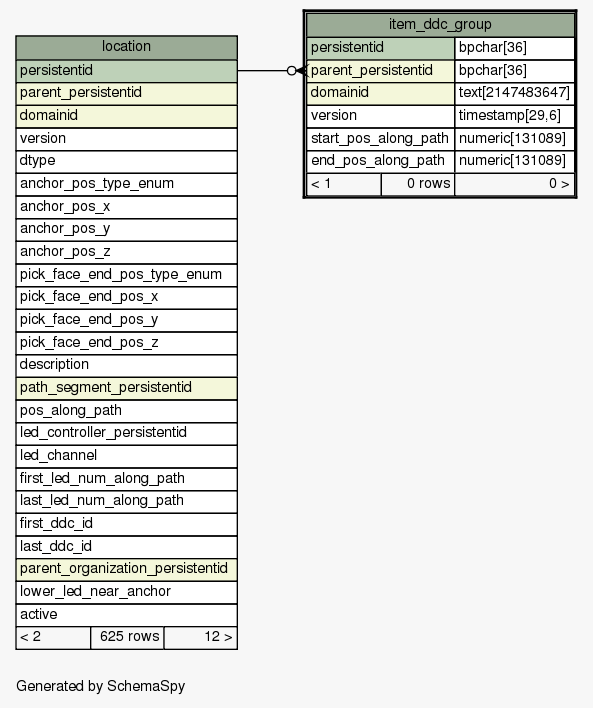 location
persistentid
parent_persistentid
domainid
version
dtype
anchor_pos_type_enum
anchor_pos_x
anchor_pos_y
anchor_pos_z
pick_face_end_pos_type_enum
pick_face_end_pos_x
pick_face_end_pos_y
pick_face_end_pos_z
description
path_segment_persistentid
pos_along_path
led_controller_persistentid
led_channel
first_led_num_along_path
last_led_num_along_path
first_ddc_id
last_ddc_id
parent_organization_persistentid
lower_led_near_anchor
active
< 2 625 rows 12 >
item_ddc_group
persistentid bpchar[36]
parent_persistentid bpchar[36]
domainid text[2147483647]
version timestamp[29,6]
start_pos_along_path numeric[131089]
end_pos_along_path numeric[131089]
< 1 0 rows 0 >
Generated by SchemaSpy